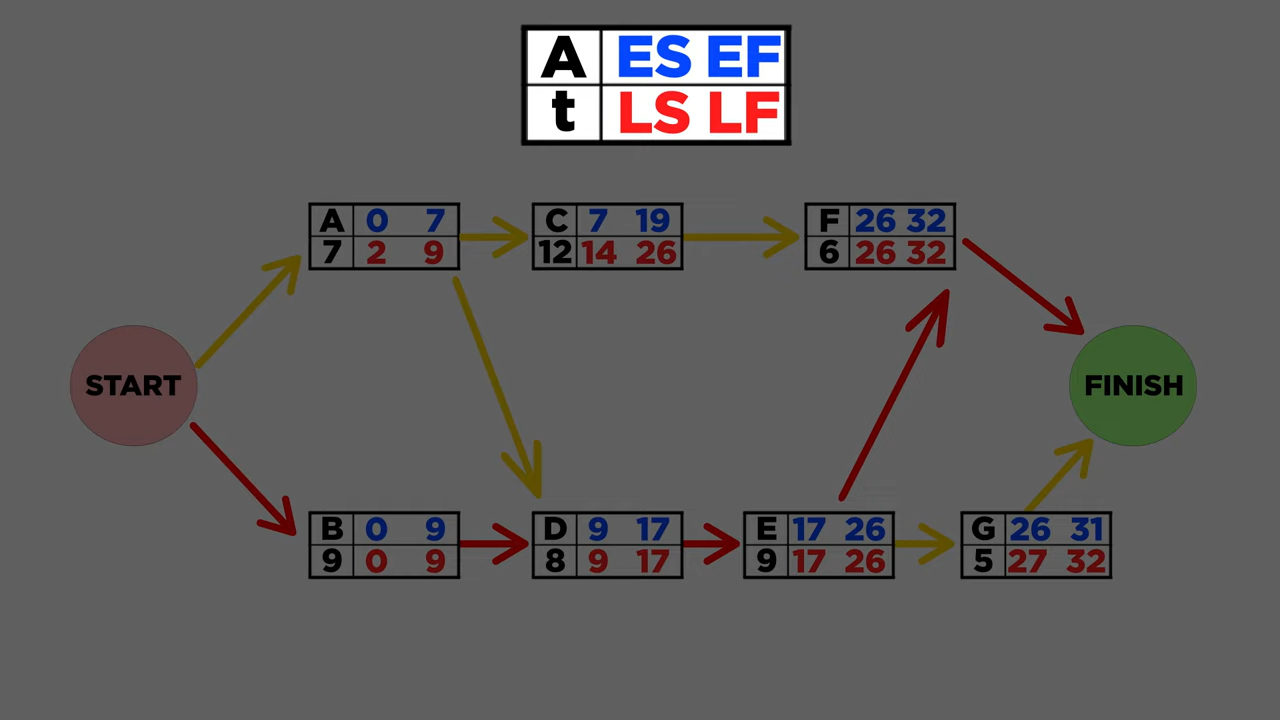 A ES EF
t LS LF
A 0 7
7 2 9
C 7 19
12 14 26
F 26 32
6 26 32
START
FINISH
B 0 9
9 0 9
D 9 17
8 9 17
E 17 26
9 17 26
G 26 31
5 27 32